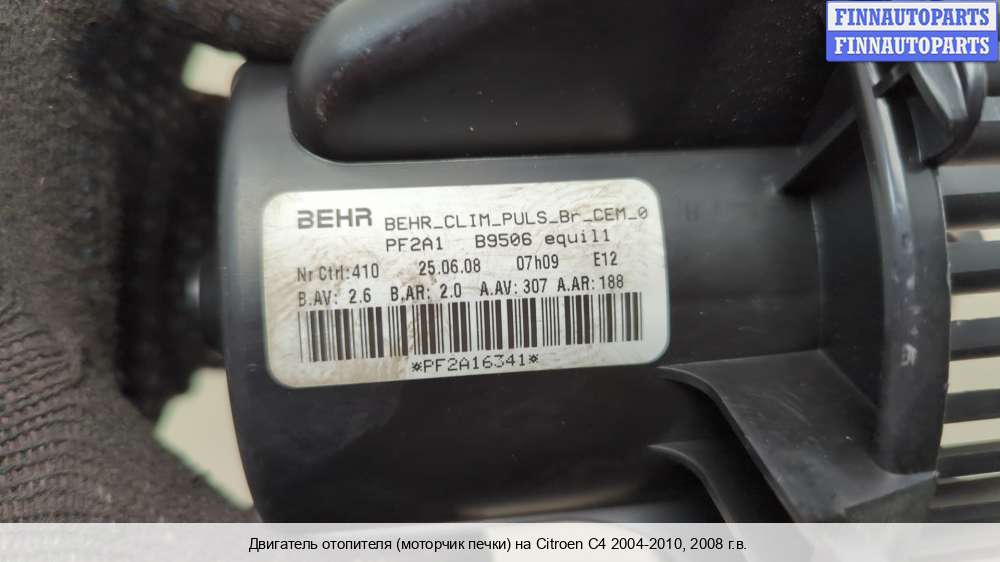 FINNAUTOPARTS
FINNAUTOPARTS
BEHR BEHR_CLIM_PULS_Br_CEM_0
PF2A1 B9506 equill1
Nr Ctrl:410 25.06.08 07h09 E12
B.AV: 2.6 B.AR: 2.0 A.AV: 307 A.AR: 188
*PF2A16341*
Двигатель отопителя (моторчик печки) на Citroen C4 2004-2010, 2008 г.в.